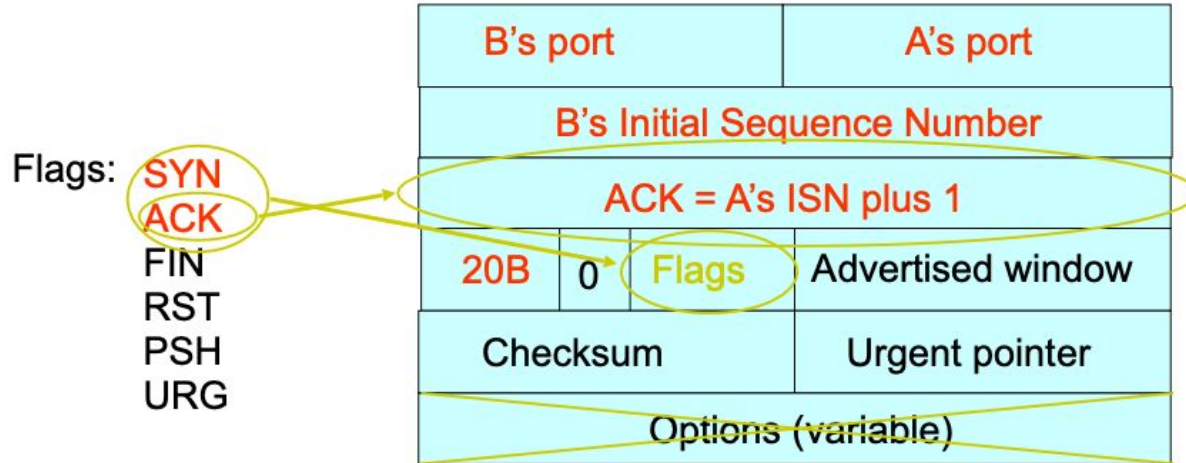 B's port A's port
B's Initial Sequence Number
Flags: SYN
ACK = A's ISN plus 1
ACK
FIN
20B 0 Flags Advertised window
RST
PSH
Checksum Urgent pointer
URG
Options (variable)